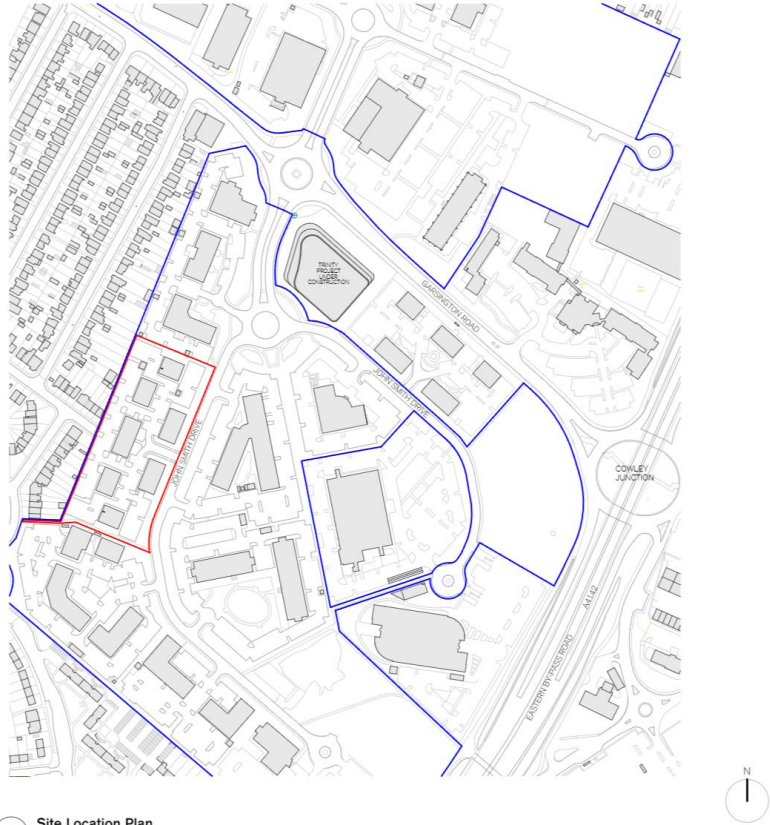 TRINITY
PROJECT
UNDER
CONSTRUCTION
GARSINGTON ROAD
JOHN SMITH DRIVE
JOHN SMITH DRIVE
COWLEY
JUNCTION
A4142
EASTERN BY-PASS ROAD
N
Site Location Plan